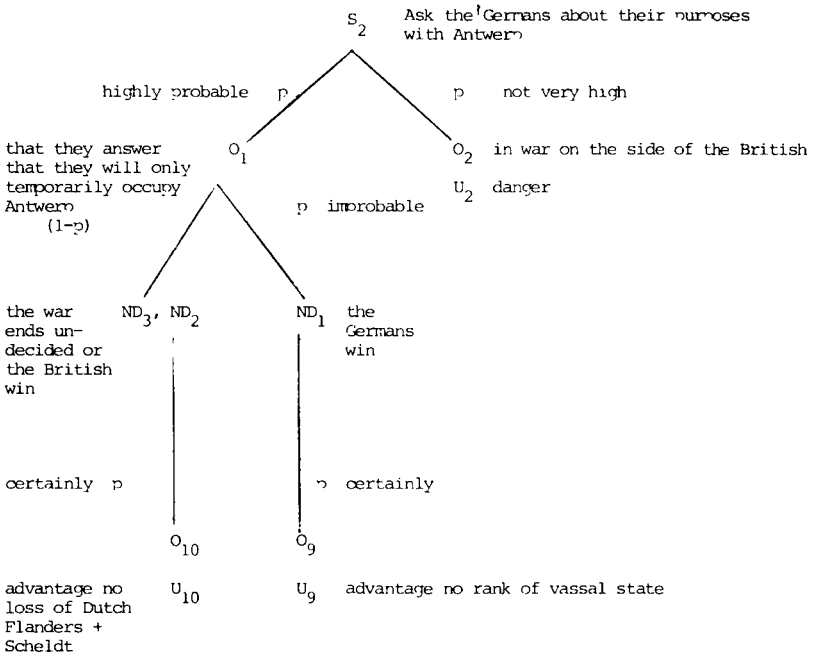 S2 Ask the Germans about their purposes
with Antwerp
highly probable p
p not very high
that they answer
that they will only
temporarily occupy
Antwerp
(1-p)
O1
O2 in war on the side of the British
U2 danger
p improbable
the war
ends un-
decided or
the British
win
ND3, ND2
ND1 the
Germans
win
certainly p
p certainly
O10
O9
advantage no
loss of Dutch
Flanders +
Scheldt
U10
U9 advantage no rank of vassal state